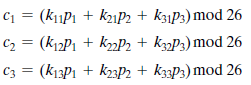 c₁ = (k₁₁p₁ + k₂₁p₂ + k₃₁p₃) mod 26
c₂ = (k₁₂p₁ + k₂₂p₂ + k₃₂p₃) mod 26
c₃ = (k₁₃p₁ + k₂₃p₂ + k₃₃p₃) mod 26